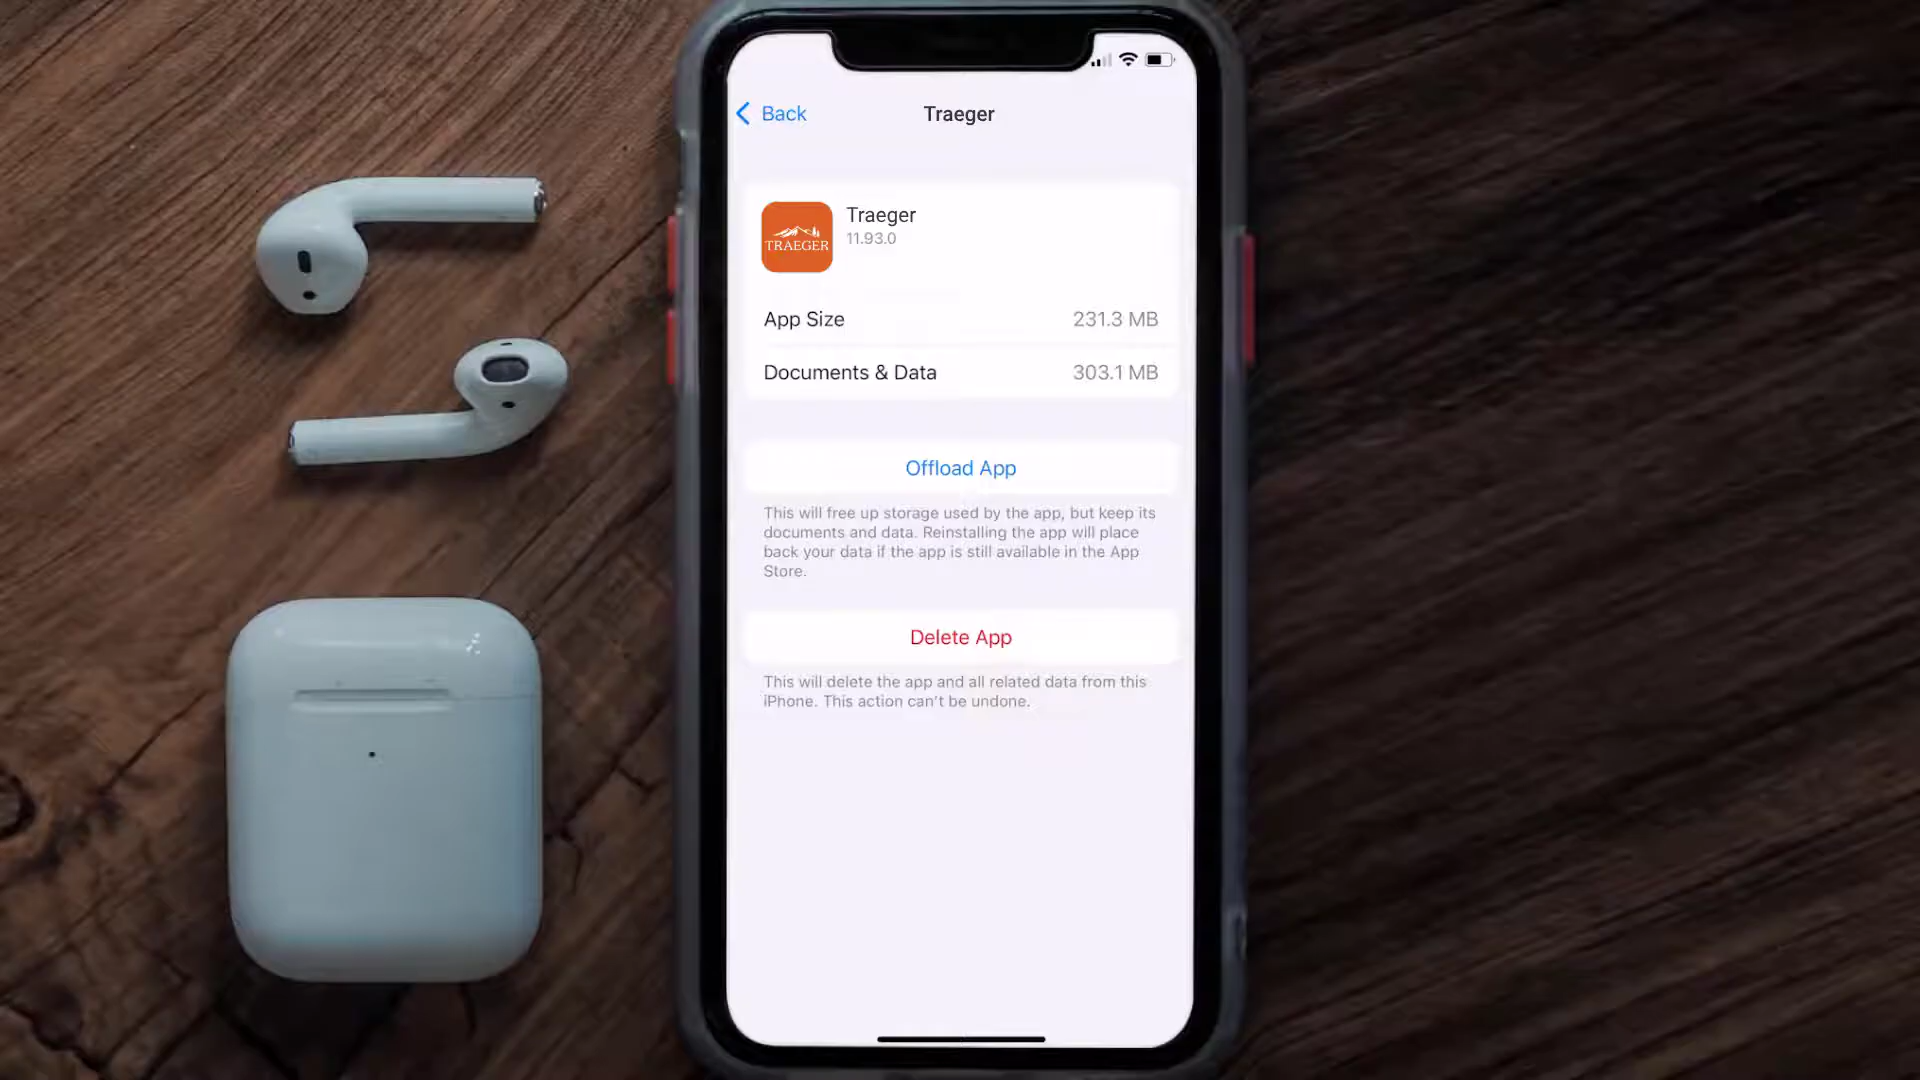 Back
Traeger
TRAEGER
Traeger
11.93.0
App Size
231.3 MB
Documents & Data
303.1 MB
Offload App
This will free up storage used by the app, but keep its
documents and data. Reinstalling the app will place
back your data if the app is still available in the App
Store.
Delete App
This will delete the app and all related data from this
iPhone. This action can't be undone.